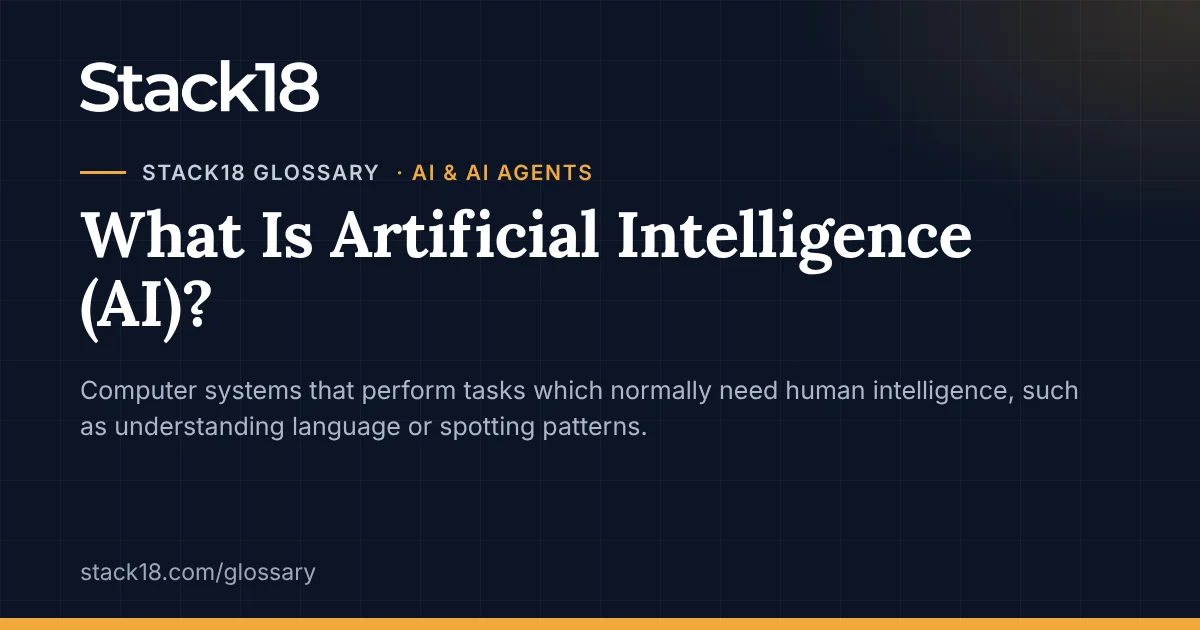 Stack18
STACK18 GLOSSARY · AI & AI AGENTS
What Is Artificial Intelligence
(AI)?
Computer systems that perform tasks which normally need human intelligence, such
as understanding language or spotting patterns.
stack18.com/glossary